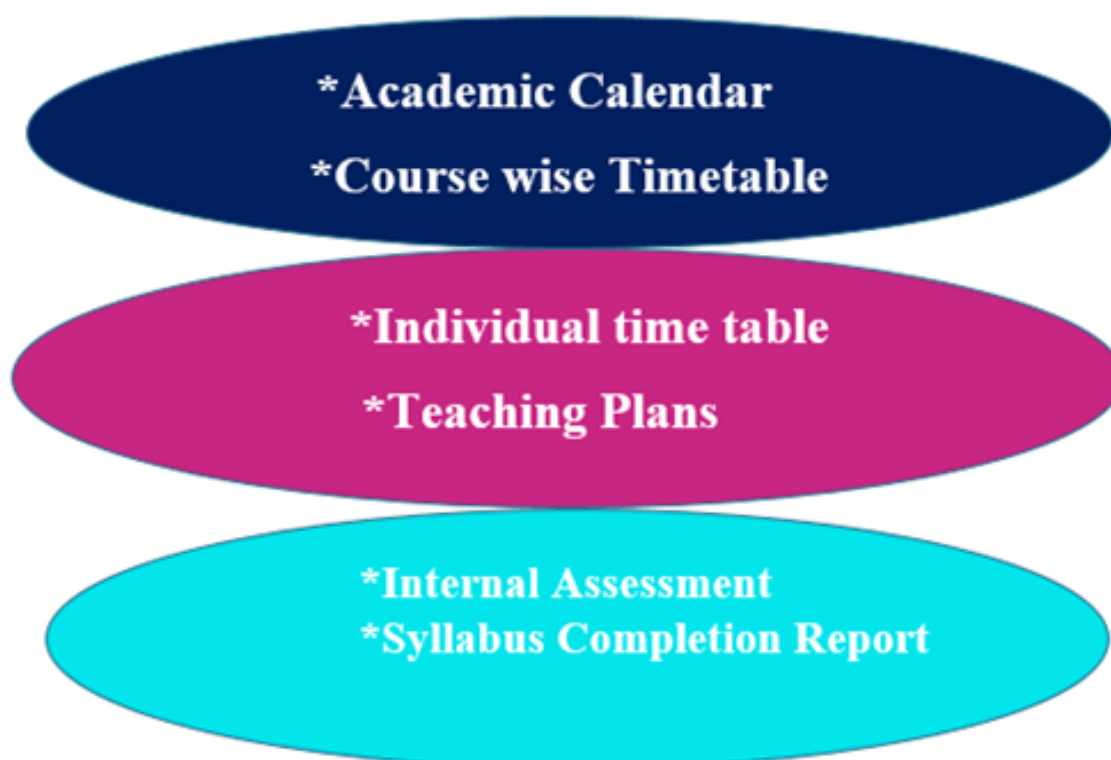 *Academic Calendar
*Course wise Timetable
*Individual time table
*Teaching Plans
*Internal Assessment
*Syllabus Completion Report